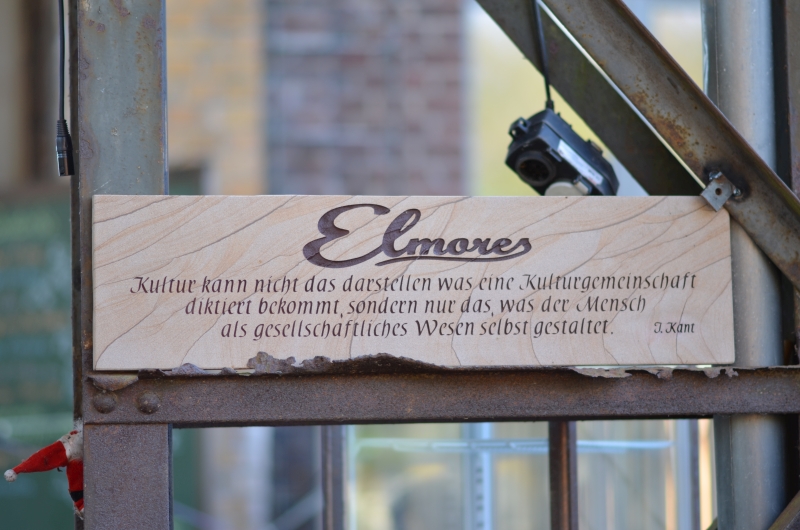 Elmores
Kultur kann nicht das darstellen was eine Kulturgemeinschaft
diktiert bekommt, sondern nur das, was der Mensch
als gesellschaftliches Wesen selbst gestaltet. I. Kant